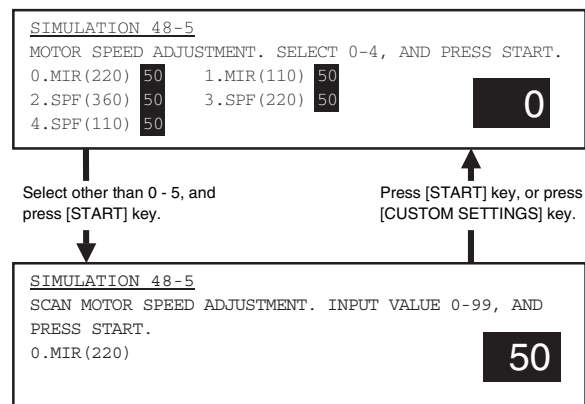 SIMULATION 48-5
MOTOR SPEED ADJUSTMENT. SELECT 0-4, AND PRESS START.
0.MIR(220) 50 1.MIR(110) 50
2.SPF(360) 50 3.SPF(220) 50
4.SPF(110) 50
0
Select other than 0 - 5, and
press [START] key.
Press [START] key, or press
[CUSTOM SETTINGS] key.
SIMULATION 48-5
SCAN MOTOR SPEED ADJUSTMENT. INPUT VALUE 0-99, AND
PRESS START.
0.MIR(220)
50